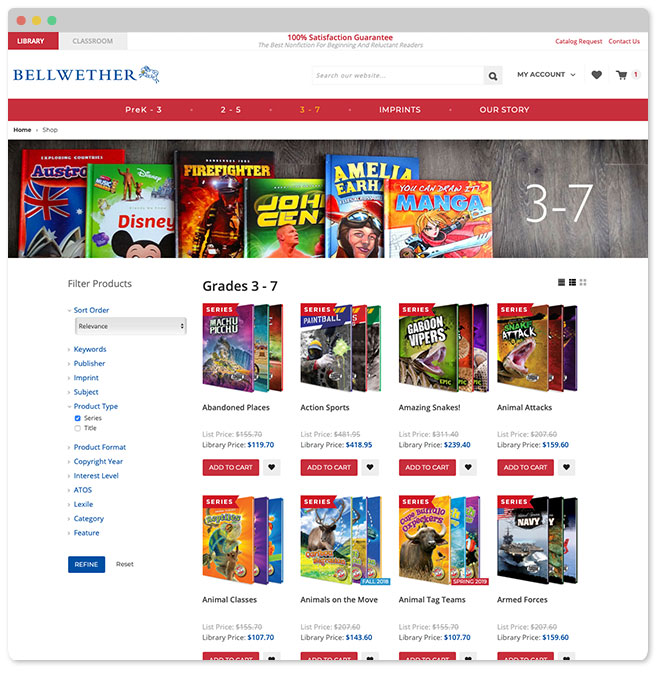 LIBRARY CLASSROOM
100% Satisfaction Guarantee
The Best Nonfiction For Beginning And Reluctant Readers
Catalog Request Contact Us
BELLWETHER
Search our website...
MY ACCOUNT
1
PreK - 3 • 2 - 5 • 3 - 7 • IMPRINTS • OUR STORY
Home › Shop
EXPLORING COUNTRIES
Austra
Disney
MUSIC
Disney
DANGEROUS JOBS
FIREFIGHTER
JOHN
CENA
AMELIA
EARHA
YOU CAN DRAW IT!
MANGA
3-7
Filter Products
Sort Order
Relevance
Keywords
Publisher
Imprint
Subject
Product Type
Series
Title
Product Format
Copyright Year
Interest Level
ATOS
Lexile
Category
Feature
REFINE Reset
Grades 3 - 7
SERIES
MACHU
PICCHU
Abandoned Places
List Price: $155.70
Library Price: $119.70
ADD TO CART
SERIES
PAINTBALL
Action Sports
List Price: $481.95
Library Price: $418.95
ADD TO CART
SERIES
GABOON
VIPERS
EPIC EPIC
Amazing Snakes!
List Price: $311.40
Library Price: $239.40
ADD TO CART
SERIES
SNAKE
ATTACK
Animal Attacks
List Price: $207.60
Library Price: $159.60
ADD TO CART
SERIES
Reptiles
Animal Classes
List Price: $155.70
Library Price: $107.70
ADD TO CART
SERIES
Caribou
FALL 2018
Animals on the Move
List Price: $207.60
Library Price: $143.60
ADD TO CART
SERIES
Cape Buffalo
Oxpeckers
SPRING 2019
Animal Tag Teams
List Price: $155.70
Library Price: $107.70
ADD TO CART
SERIES
NAVY
Armed Forces
List Price: $207.60
Library Price: $159.60
ADD TO CART